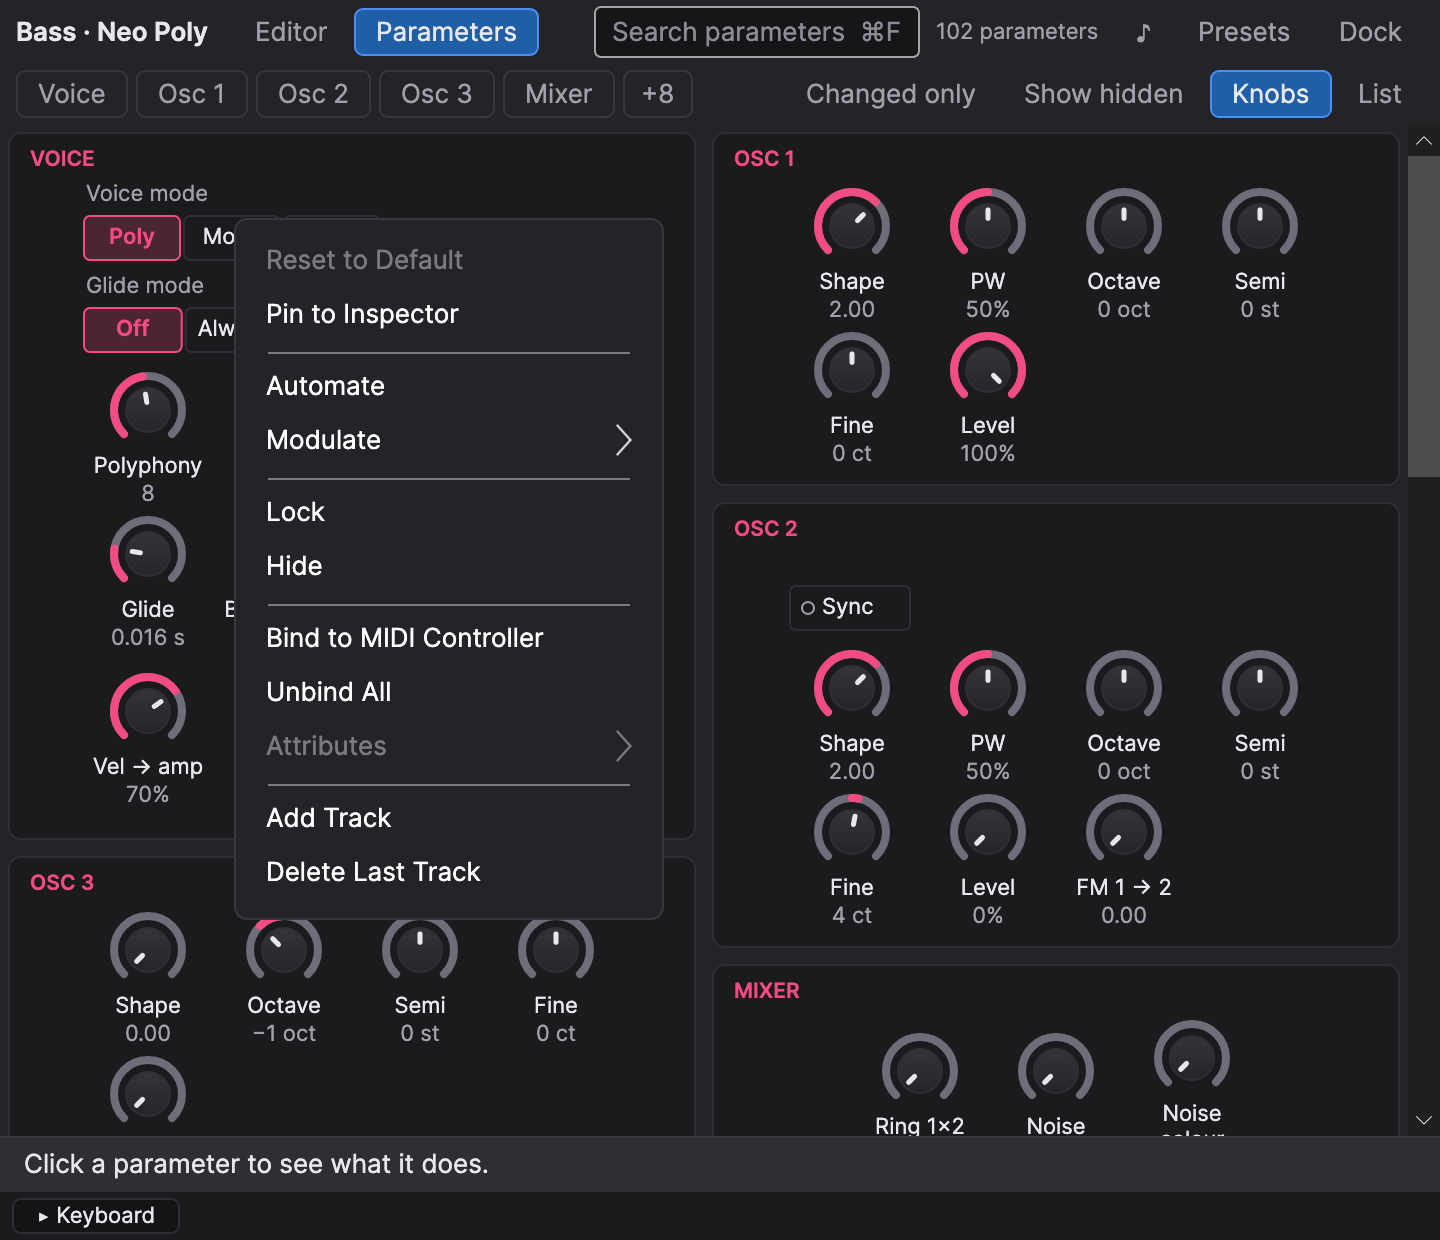 Bass · Neo Poly
Editor
Parameters
Search parameters ⌘F
102 parameters
♪
Presets
Dock
Voice
Osc 1
Osc 2
Osc 3
Mixer
+8
Changed only
Show hidden
Knobs
List
VOICE
Voice mode
Poly
Mo
Glide mode
Off
Alw
Polyphony
8
Glide
0.016 s
Vel → amp
70%
Reset to Default
Pin to Inspector
Automate
Modulate
Lock
Hide
Bind to MIDI Controller
Unbind All
Attributes
Add Track
Delete Last Track
OSC 1
Shape
2.00
PW
50%
Octave
0 oct
Semi
0 st
Fine
0 ct
Level
100%
OSC 2
Sync
Shape
2.00
PW
50%
Octave
0 oct
Semi
0 st
Fine
4 ct
Level
0%
FM 1 → 2
0.00
OSC 3
Shape
0.00
Octave
−1 oct
Semi
0 st
Fine
0 ct
MIXER
Ring 1×2
Noise
Noise
Click a parameter to see what it does.
▸ Keyboard